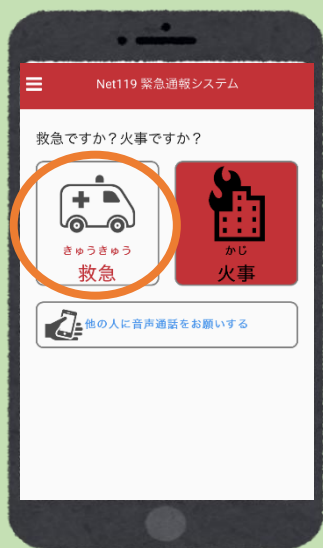 Net119 緊急通報システム
救急ですか？火事ですか？
きゅうきゅう
救急
かじ
火事
他の人に音声通話をお願いする